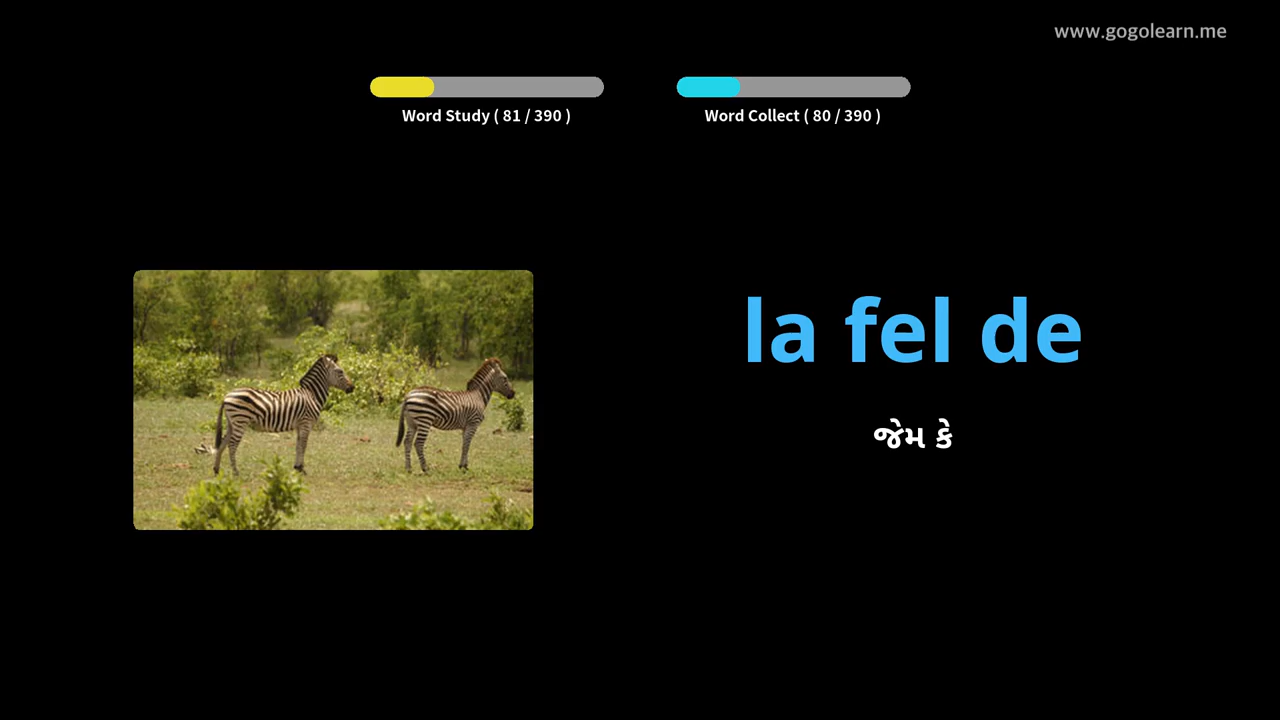 www.gogolearn.me
Word Study ( 81 / 390 )
Word Collect ( 80 / 390 )
la fel de
જેમ કે